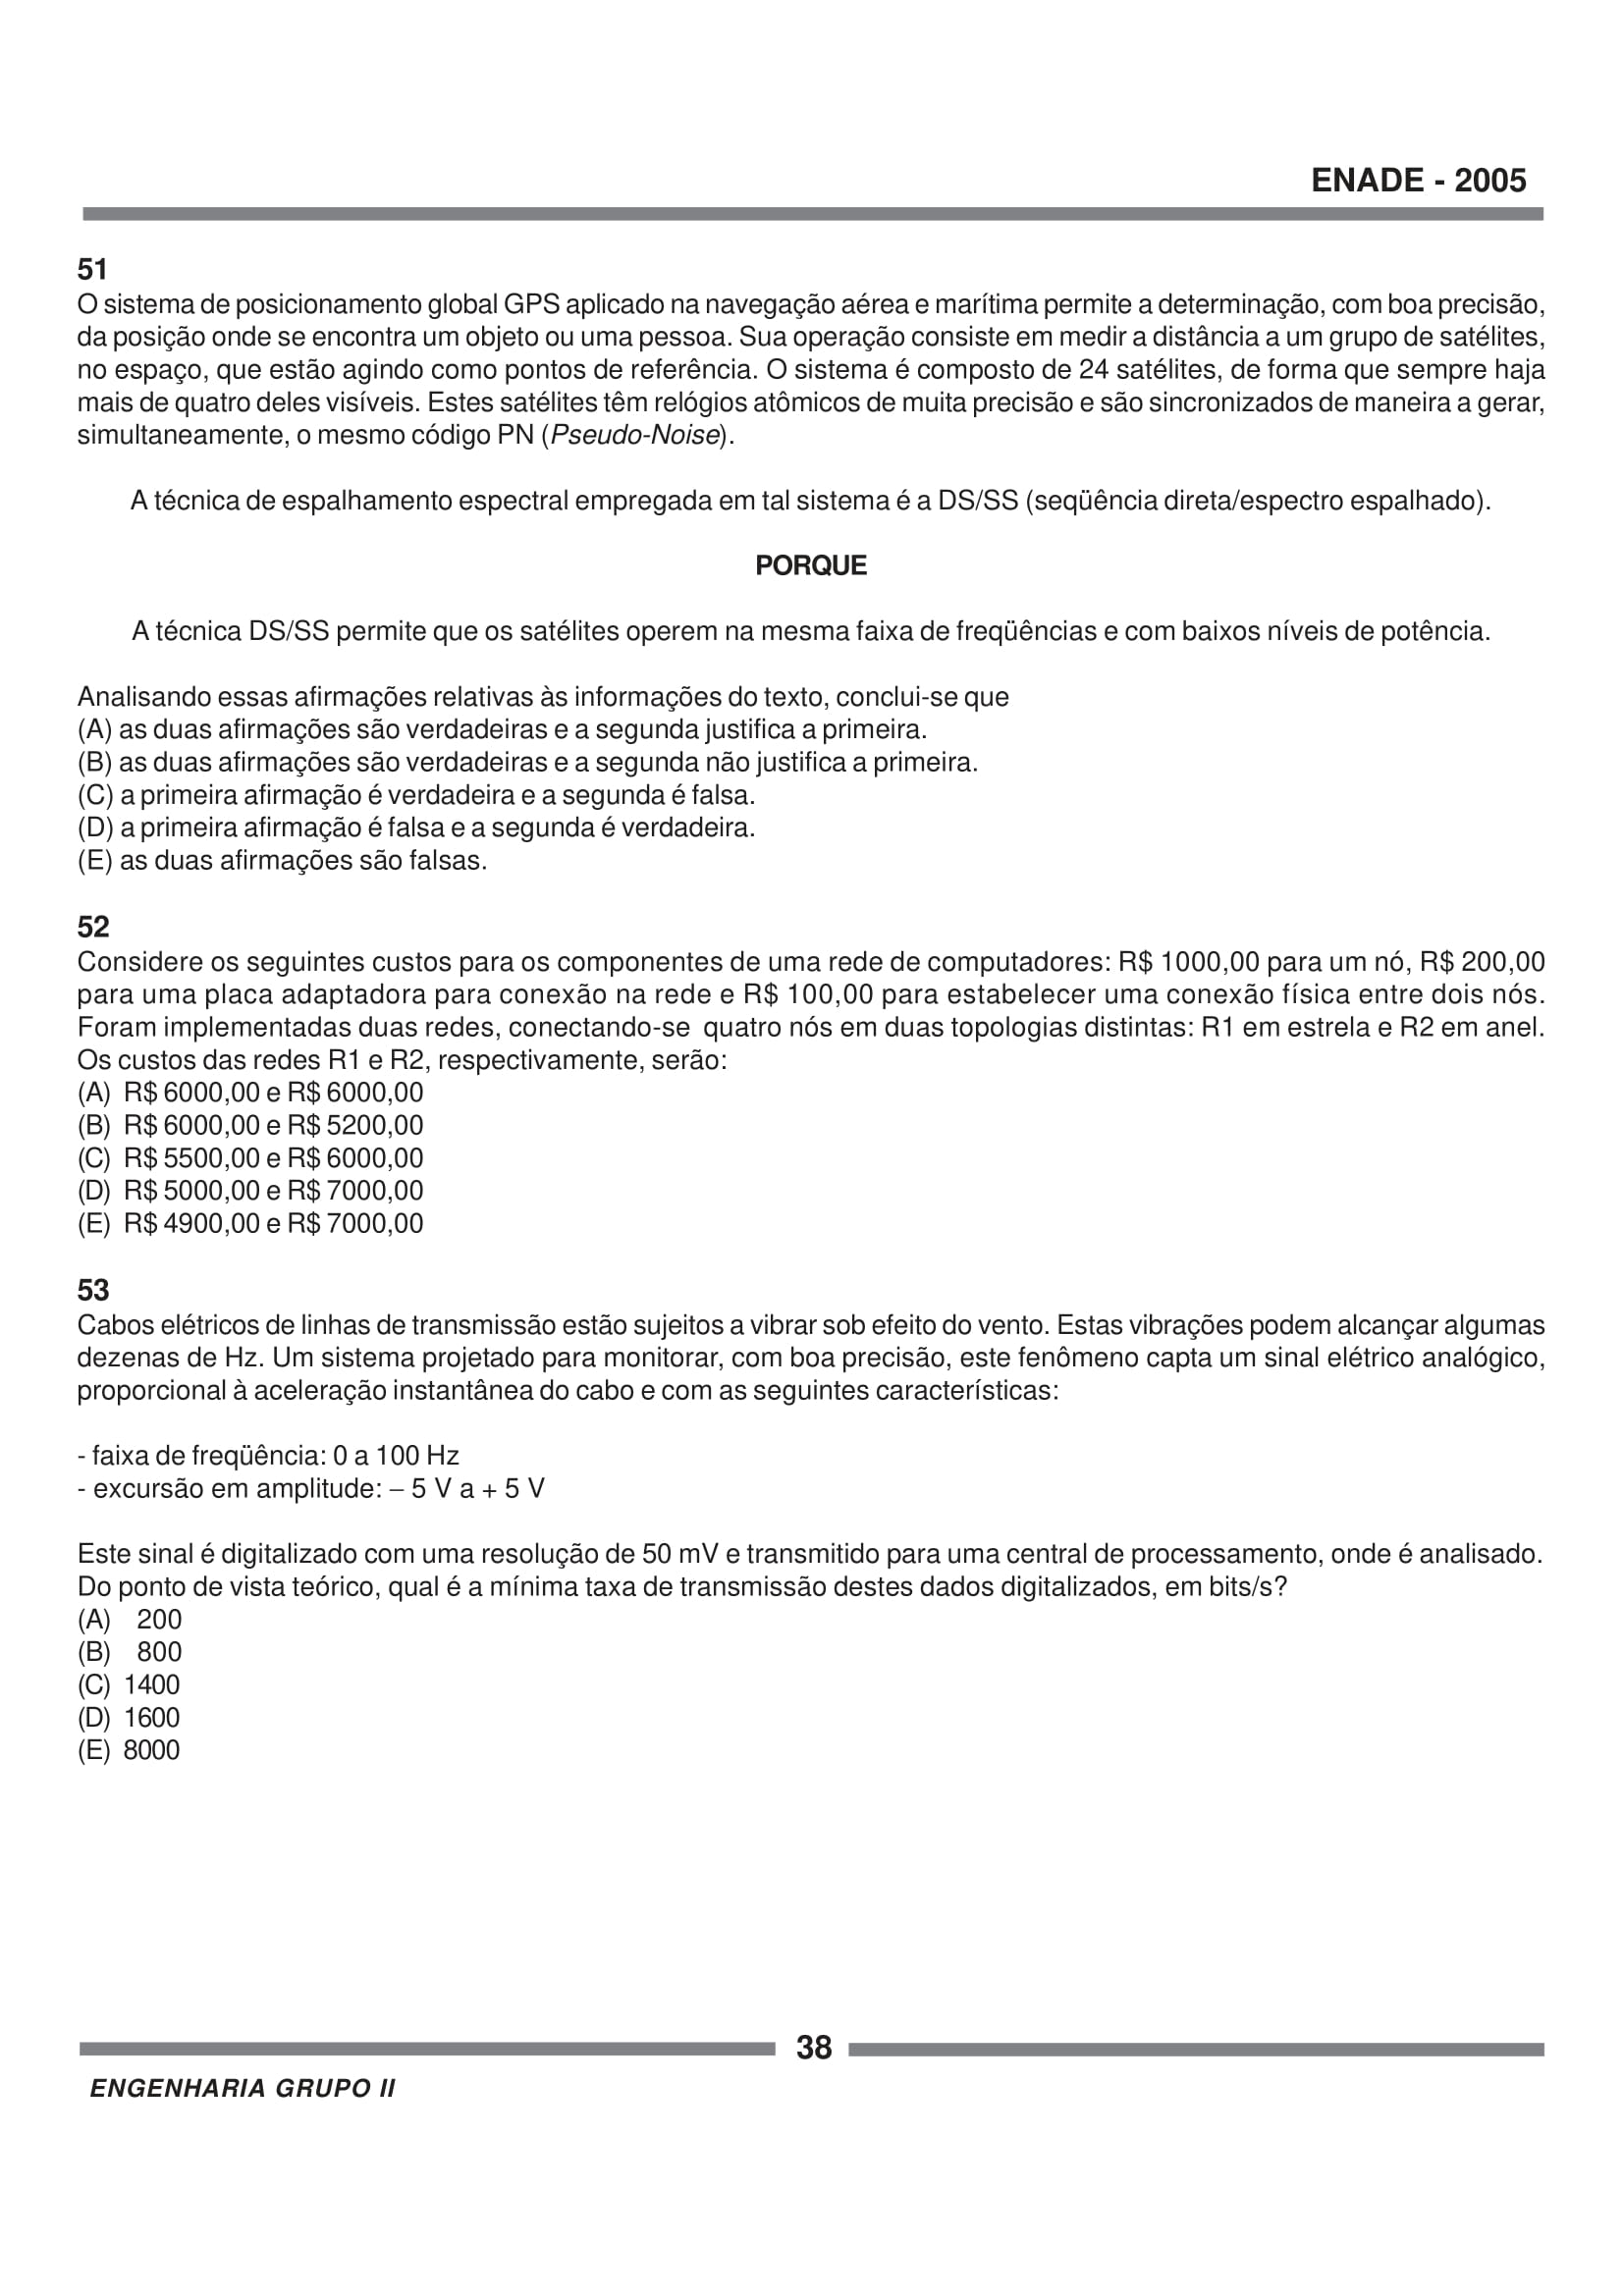 ENADE - 2005
51
O sistema de posicionamento global GPS aplicado na navegação aérea e marítima permite a determinação, com boa precisão,
da posição onde se encontra um objeto ou uma pessoa. Sua operação consiste em medir a distância a um grupo de satélites,
no espaço, que estão agindo como pontos de referência. O sistema é composto de 24 satélites, de forma que sempre haja
mais de quatro deles visíveis. Estes satélites têm relógios atômicos de muita precisão e são sincronizados de maneira a gerar,
simultaneamente, o mesmo código PN (Pseudo-Noise).
A técnica de espalhamento espectral empregada em tal sistema é a DS/SS (seqüência direta/espectro espalhado).
PORQUE
A técnica DS/SS permite que os satélites operem na mesma faixa de freqüências e com baixos níveis de potência.
Analisando essas afirmações relativas às informações do texto, conclui-se que
(A) as duas afirmações são verdadeiras e a segunda justifica a primeira.
(B) as duas afirmações são verdadeiras e a segunda não justifica a primeira.
(C) a primeira afirmação é verdadeira e a segunda é falsa.
(D) a primeira afirmação é falsa e a segunda é verdadeira.
(E) as duas afirmações são falsas.
52
Considere os seguintes custos para os componentes de uma rede de computadores: R$ 1000,00 para um nó, R$ 200,00
para uma placa adaptadora para conexão na rede e R$ 100,00 para estabelecer uma conexão física entre dois nós.
Foram implementadas duas redes, conectando-se quatro nós em duas topologias distintas: R1 em estrela e R2 em anel.
Os custos das redes R1 e R2, respectivamente, serão:
(A) R$ 6000,00 e R$ 6000,00
(B) R$ 6000,00 e R$ 5200,00
(C) R$ 5500,00 e R$ 6000,00
(D) R$ 5000,00 e R$ 7000,00
(E) R$ 4900,00 e R$ 7000,00
53
Cabos elétricos de linhas de transmissão estão sujeitos a vibrar sob efeito do vento. Estas vibrações podem alcançar algumas
dezenas de Hz. Um sistema projetado para monitorar, com boa precisão, este fenômeno capta um sinal elétrico analógico,
proporcional à aceleração instantânea do cabo e com as seguintes características:
- faixa de freqüência: 0 a 100 Hz
- excursão em amplitude: – 5 V a + 5 V
Este sinal é digitalizado com uma resolução de 50 mV e transmitido para uma central de processamento, onde é analisado.
Do ponto de vista teórico, qual é a mínima taxa de transmissão destes dados digitalizados, em bits/s?
(A) 200
(B) 800
(C) 1400
(D) 1600
(E) 8000
38
ENGENHARIA GRUPO II